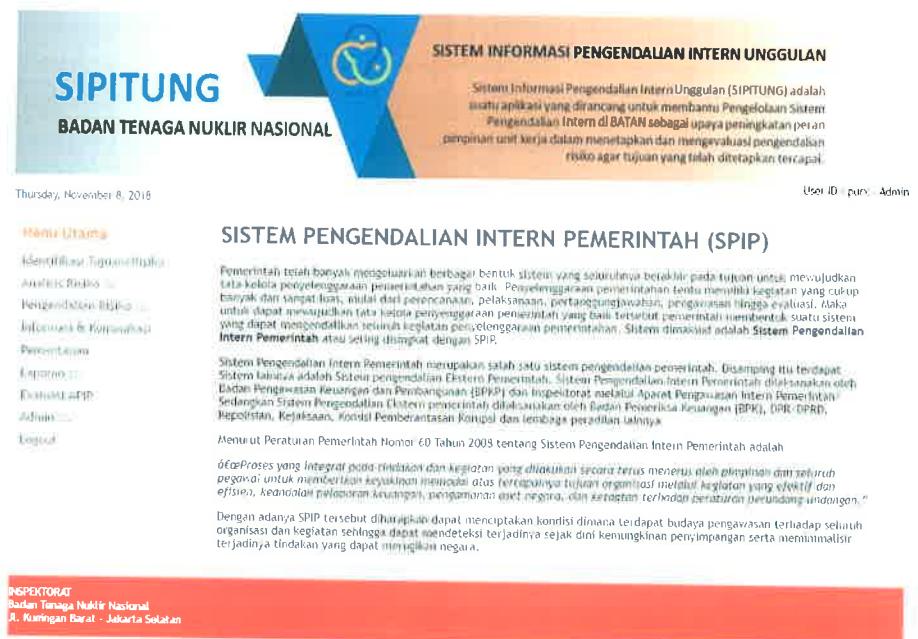 SIPITUNG
BADAN TENAGA NUKLIR NASIONAL
SISTEM INFORMASI PENGENDALIAN INTERN UNGGULAN
Sistem Informasi Pengendalian Intern Unggulan (SIPITUNG) adalah
suatu aplikasi yang dirancang untuk membantu Pengelolaan Sistem
Pengendalian Intern di BATAN sebagai upaya peningkatan peran
pimpinan unit kerja dalam menetapkan dan mengevaluasi pengendalian
risiko agar tujuan yang telah ditetapkan tercapai.
Thursday, November 8, 2018
User ID : - Admin
Menu Utama
Identifikasi
Analisis Risiko
Pengendalian Risiko
Informasi & Komunikasi
Pemantauan
Laporan
Evaluasi
Admin
Logout
SISTEM PENGENDALIAN INTERN PEMERINTAH (SPIP)
Pemerintah telah banyak mengeluarkan berbagai bentuk sistem yang seluruhnya berakhir pada tujuan untuk mewujudkan
tata kelola penyelenggaraan pemerintahan yang baik. Penyelenggaraan pemerintahan tentu memiliki kegiatan yang cukup
banyak dan sangat luas, mulai dari perencanaan, pelaksanaan, pertanggungjawaban, pengawasan hingga evaluasi. Maka
untuk dapat mewujudkan tata kelola penyenggaraan pemerintah yang baik tersebut pemerintah membentuk suatu sistem
yang dapat mengendalikan seluruh kegiatan penyelenggaraan pemerintahan. Sistem dimaksud adalah Sistem Pengendalian
Intern Pemerintah atau sering disingkat dengan SPIP.
Sistem Pengendalian Intern Pemerintah merupakan salah satu sistem pengendalian pemerintah. Disamping itu terdapat
Sistem lainnya adalah Sistem pengendalian Ekstern Pemerintah. Sistem Pengendalian Intern Pemerintah dilaksanakan oleh
Badan Pengawasan Keuangan dan Pembangunan (BPKP) dan Inspektorat melalui Aparat Pengawasan Intern Pemerintah
Sedangkan Sistem Pengendalian Ekstern pemerintah dilaksanakan oleh Badan Pemeriksa Keuangan (BPK), DPR-DPRD,
Kepolisian, Kejaksaan, Komisi Pemberantasan Korupsi dan lembaga peradilan lainnya
Menurut Peraturan Pemerintah Nomor 60 Tahun 2008 tentang Sistem Pengendalian Intern Pemerintah adalah
â€œProses yang integral pada tindakan dan kegiatan yang dilakukan secara terus menerus oleh pimpinan dan seluruh
pegawai untuk memberikan keyakinan memadai atas tercapainya tujuan organisasi melalui kegiatan yang efektif dan
efisien, keandalan pelaporan keuangan, pengamanan aset negara, dan ketaatan terhadap peraturan perundang undangan."
Dengan adanya SPIP tersebut diharapkan dapat menciptakan kondisi dimana terdapat budaya pengawasan terhadap seluruh
organisasi dan kegiatan sehingga dapat mendeteksi terjadinya sejak dini kemungkinan penyimpangan serta meminimalisir
terjadinya tindakan yang dapat merugikan negara.
INSPEKTORAT
Badan Tenaga Nuklir Nasional
Jl. Kuningan Barat - Jakarta Selatan